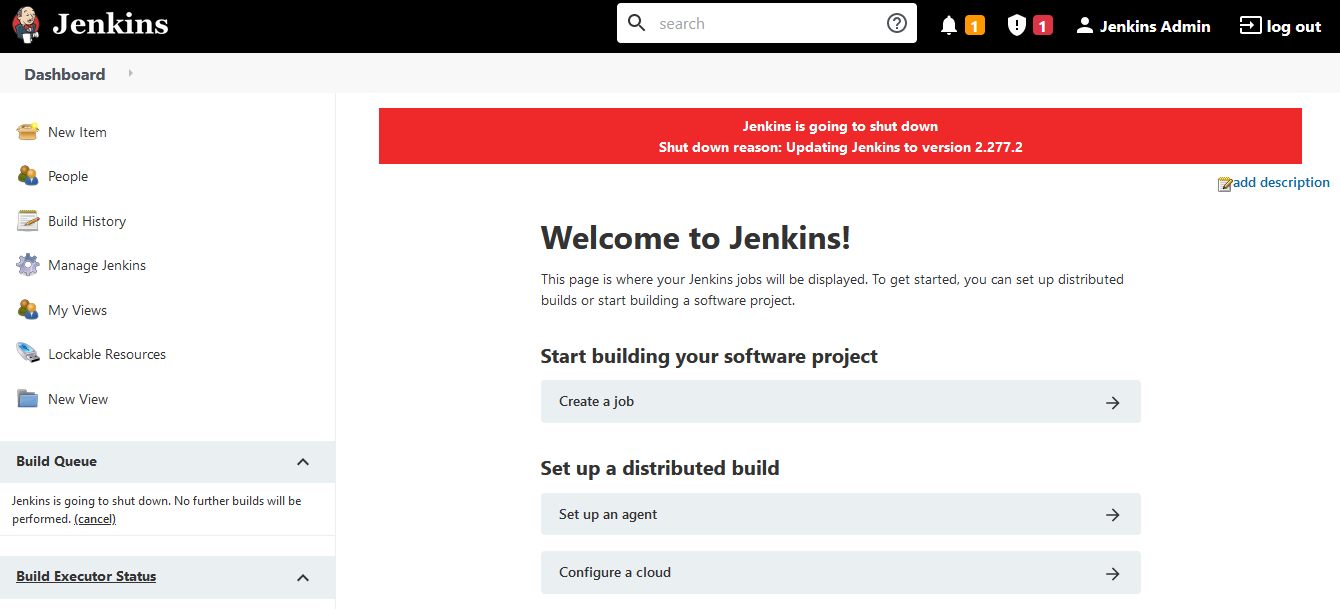 Jenkins
search
1
1
Jenkins Admin
log out
Dashboard
New Item
People
Build History
Manage Jenkins
My Views
Lockable Resources
New View
Build Queue
Jenkins is going to shut down. No further builds will be
performed. (cancel)
Build Executor Status
Jenkins is going to shut down
Shut down reason: Updating Jenkins to version 2.277.2
add description
Welcome to Jenkins!
This page is where your Jenkins jobs will be displayed. To get started, you can set up distributed
builds or start building a software project.
Start building your software project
Create a job
Set up a distributed build
Set up an agent
Configure a cloud